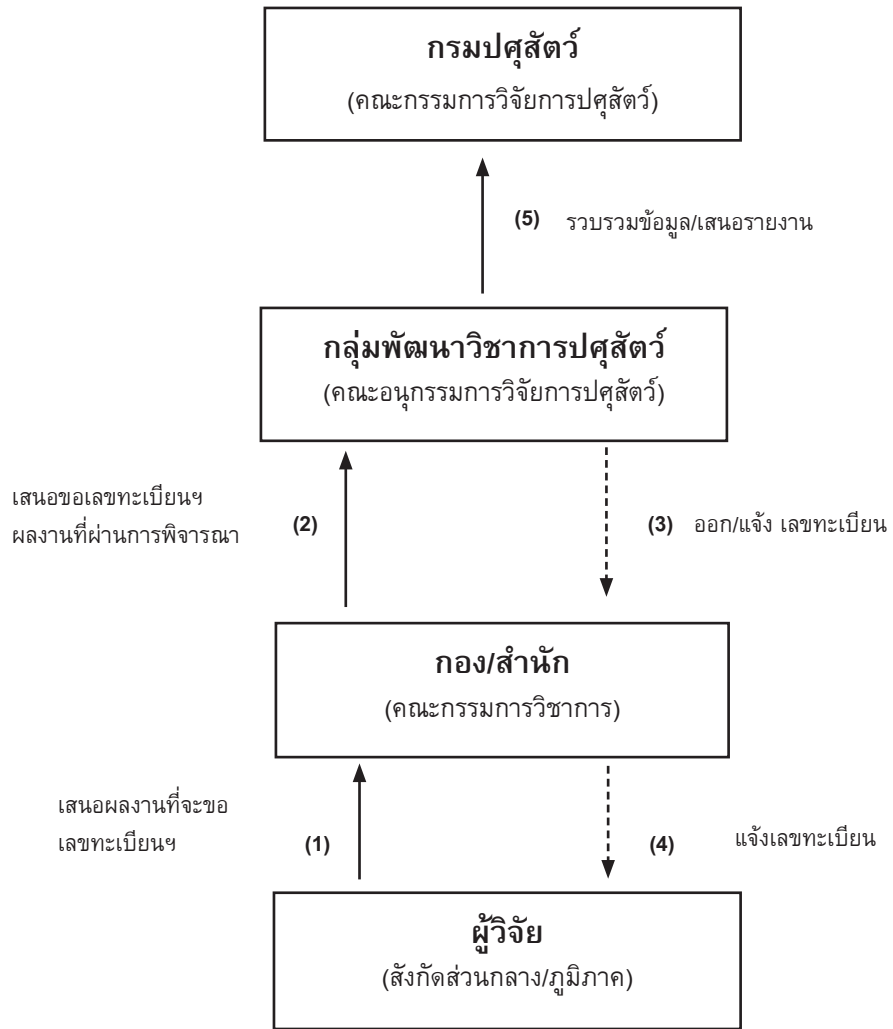 กรมปศุสัตว์
(คณะกรรมการวิจัยการปศุสัตว์)
(5) รวบรวมข้อมูล/เสนอรายงาน
กลุ่มพัฒนาวิชาการปศุสัตว์
(คณะอนุกรรมการวิจัยการปศุสัตว์)
เสนอขอเลขทะเบียนฯ
ผลงานที่ผ่านการพิจารณา
(2)
(3) ออก/แจ้ง เลขทะเบียน
กอง/สำนัก
(คณะกรรมการวิชาการ)
เสนอผลงานที่จะขอ
เลขทะเบียนฯ
(1)
(4) แจ้งเลขทะเบียน
ผู้วิจัย
(สังกัดส่วนกลาง/ภูมิภาค)